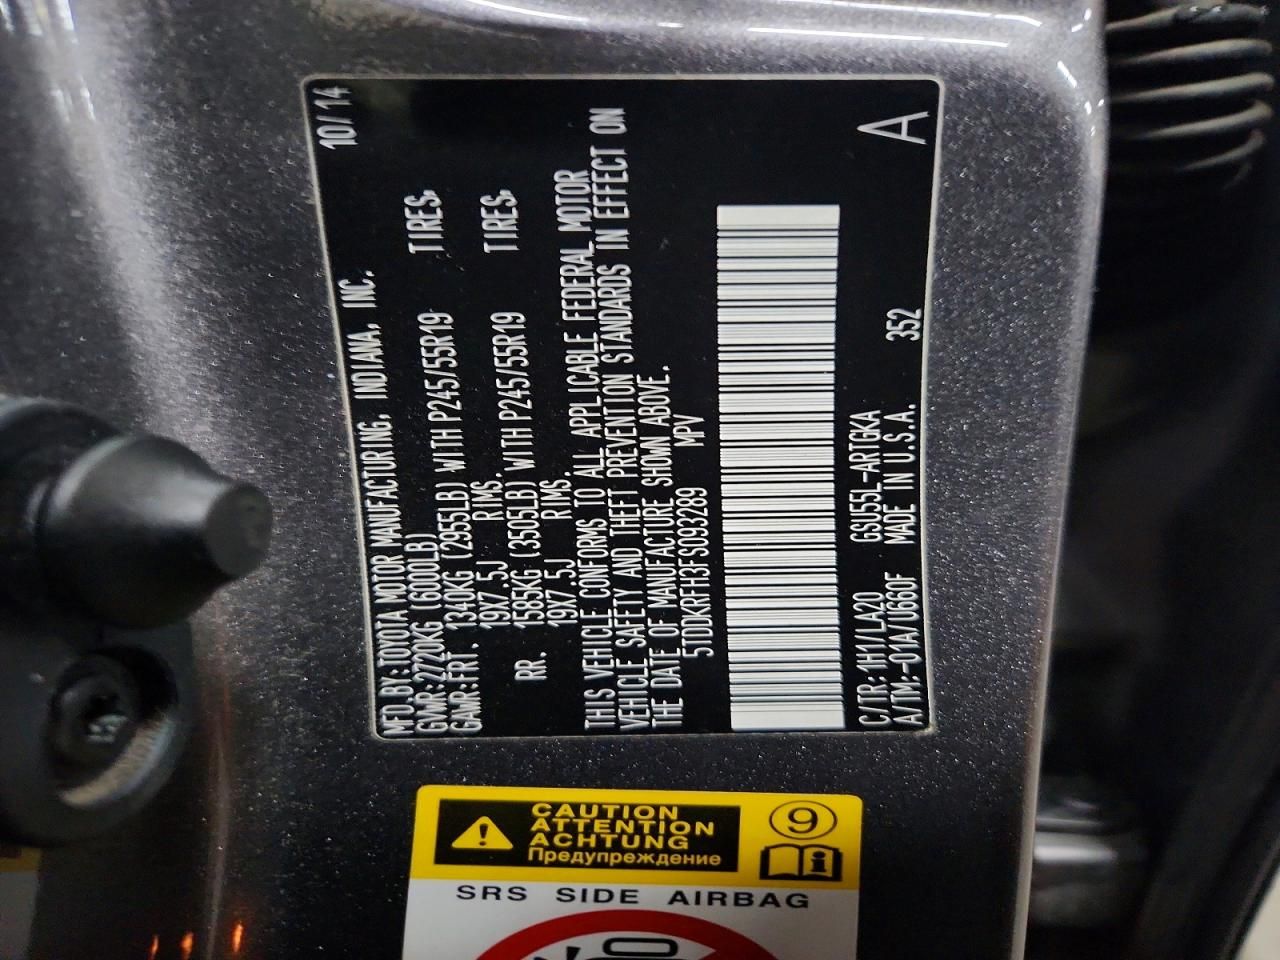 10/14
MFD.BY:TOYOTA MOTOR MANUFACTURING, INDIANA, INC.
GVWR:2720KG (6000LB)
GAWR:FRT. 1340KG (2955LB) WITH P245/55R19 TIRES,
19X7.5J RIMS.
RR. 1585KG (3505LB) WITH P245/55R19 TIRES,
19X7.5J RIMS.
THIS VEHICLE CONFORMS TO ALL APPLICABLE FEDERAL MOTOR
VEHICLE SAFETY AND THEFT PREVENTION STANDARDS IN EFFECT ON
THE DATE OF MANUFACTURE SHOWN ABOVE.
5TDDKRFH3FS093289 MPV
C/TR:1H1/LA20 GSU55L-ARTGKA
A/TM:-01A/U660F MADE IN U.S.A. 352 A
CAUTION
ATTENTION
ACHTUNG
Предупреждение
9
SRS SIDE AIRBAG